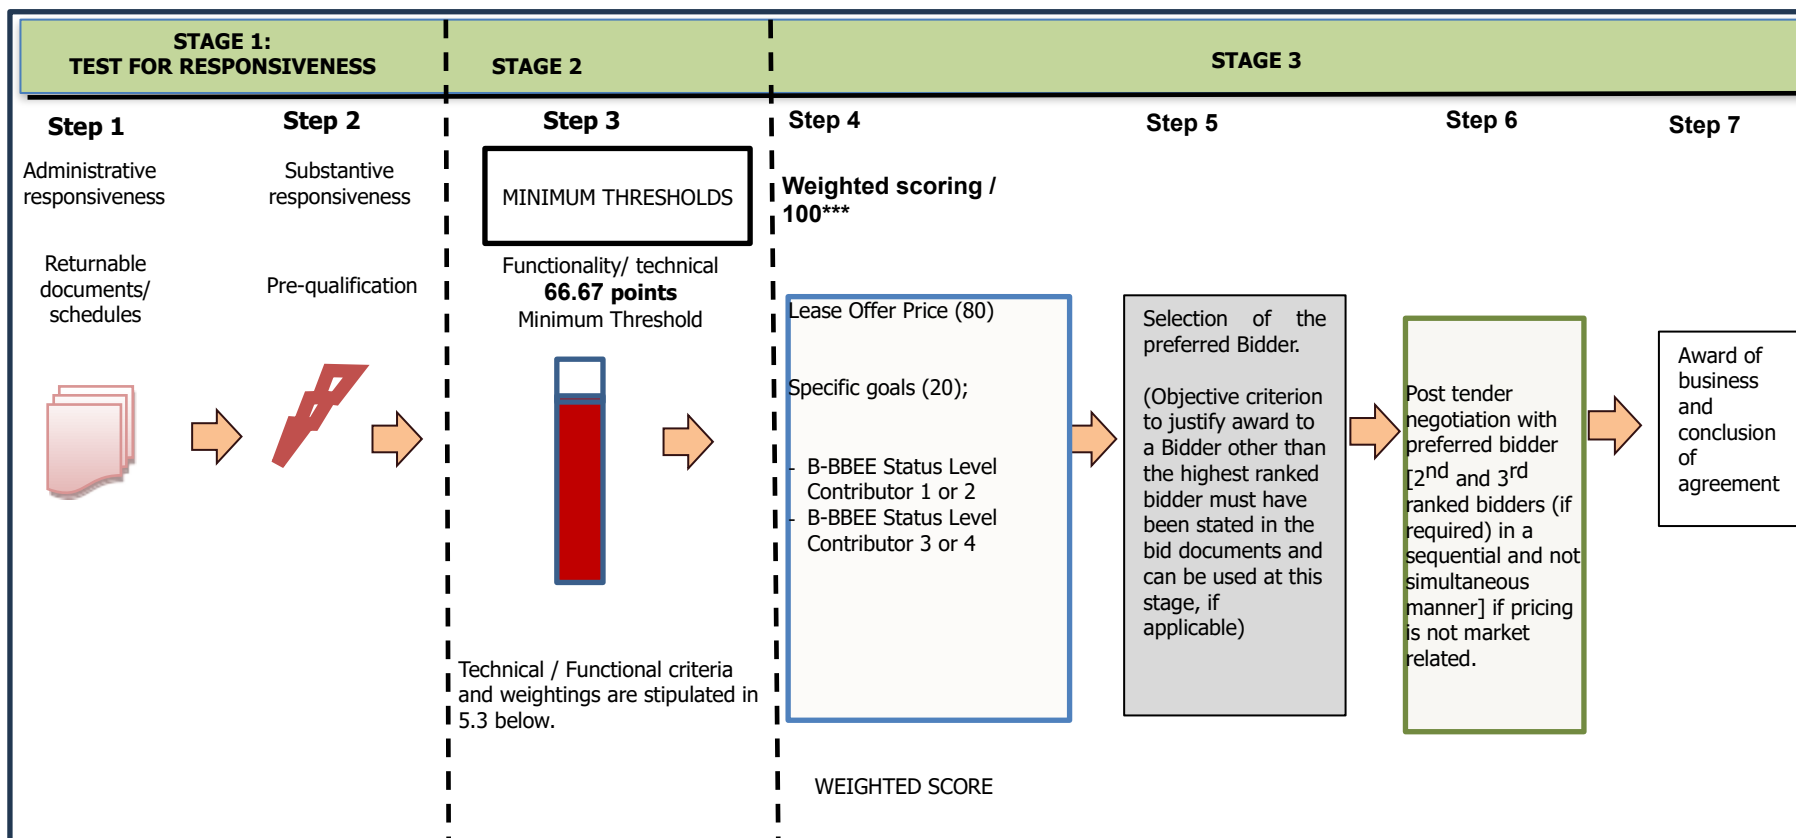 STAGE 1:
TEST FOR RESPONSIVENESS
STAGE 2
STAGE 3
Step 1
Step 2
Step 3
Step 4
Step 5
Step 6
Step 7
Administrative
responsiveness
Returnable
documents/
schedules
Substantive
responsiveness
Pre-qualification
MINIMUM THRESHOLDS
Functionality/ technical
66.67 points
Minimum Threshold
Technical / Functional criteria
and weightings are stipulated in
5.3 below.
Weighted scoring /
100***
Lease Offer Price (80)
Specific goals (20);
- B-BBEE Status Level
Contributor 1 or 2
- B-BBEE Status Level
Contributor 3 or 4
WEIGHTED SCORE
Selection of the
preferred Bidder.
(Objective criterion
to justify award to
a Bidder other than
the highest ranked
bidder must have
been stated in the
bid documents and
can be used at this
stage, if
applicable)
Post tender
negotiation with
preferred bidder
[2nd and 3rd
ranked bidders (if
required) in a
sequential and not
simultaneous
manner] if pricing
is not market
related.
Award of
business
and
conclusion
of
agreement